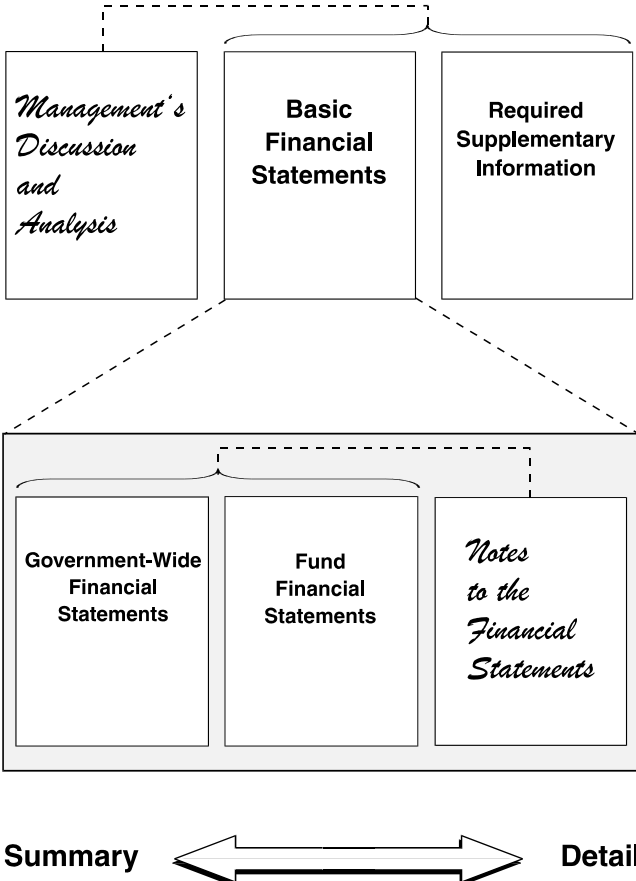 Management's
Discussion
and
Analysis
Basic
Financial
Statements
Required
Supplementary
Information
Government-Wide
Financial
Statements
Fund
Financial
Statements
Notes
to the
Financial
Statements
Summary
Detail